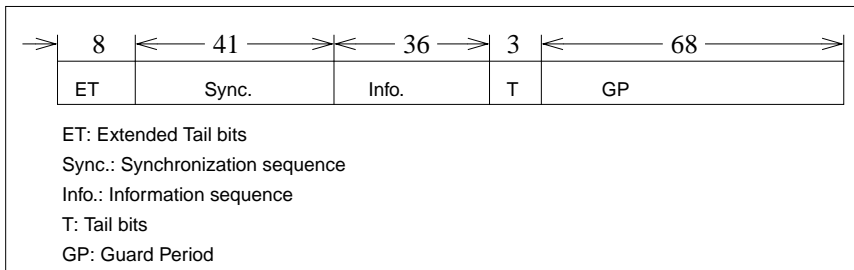 8 41 36 3 68
ET Sync. Info. T GP
ET: Extended Tail bits
Sync.: Synchronization sequence
Info.: Information sequence
T: Tail bits
GP: Guard Period